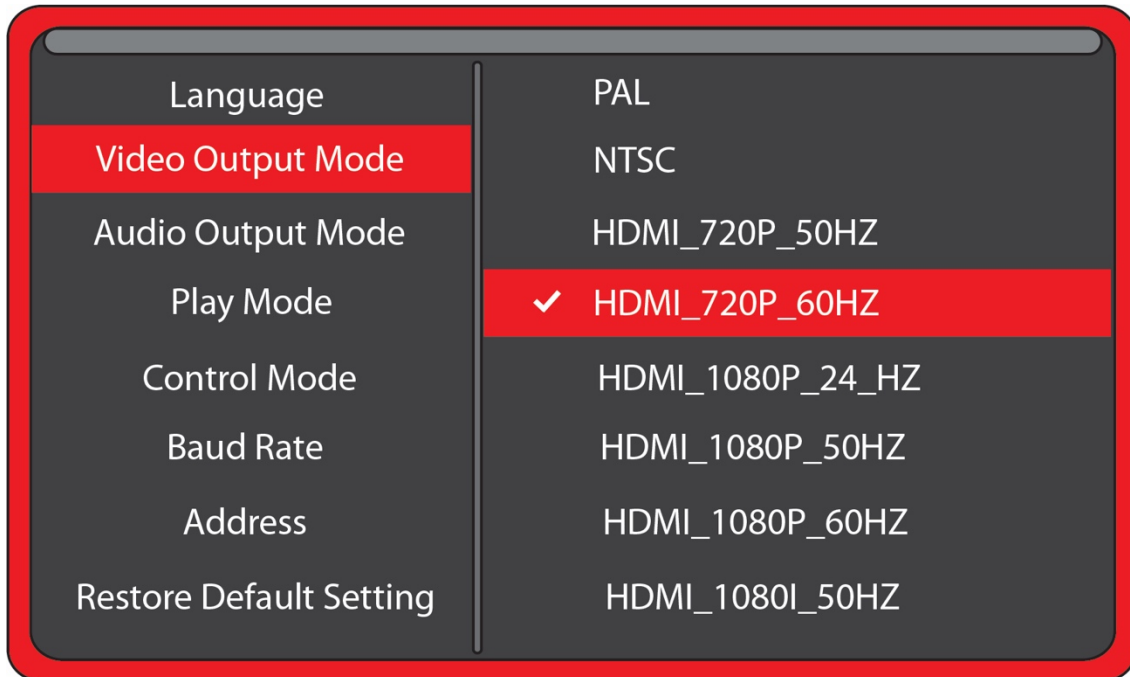 Language
Video Output Mode
Audio Output Mode
Play Mode
Control Mode
Baud Rate
Address
Restore Default Setting
PAL
NTSC
HDMI_720P_50HZ
✓ HDMI_720P_60HZ
HDMI_1080P_24_HZ
HDMI_1080P_50HZ
HDMI_1080P_60HZ
HDMI_1080I_50HZ